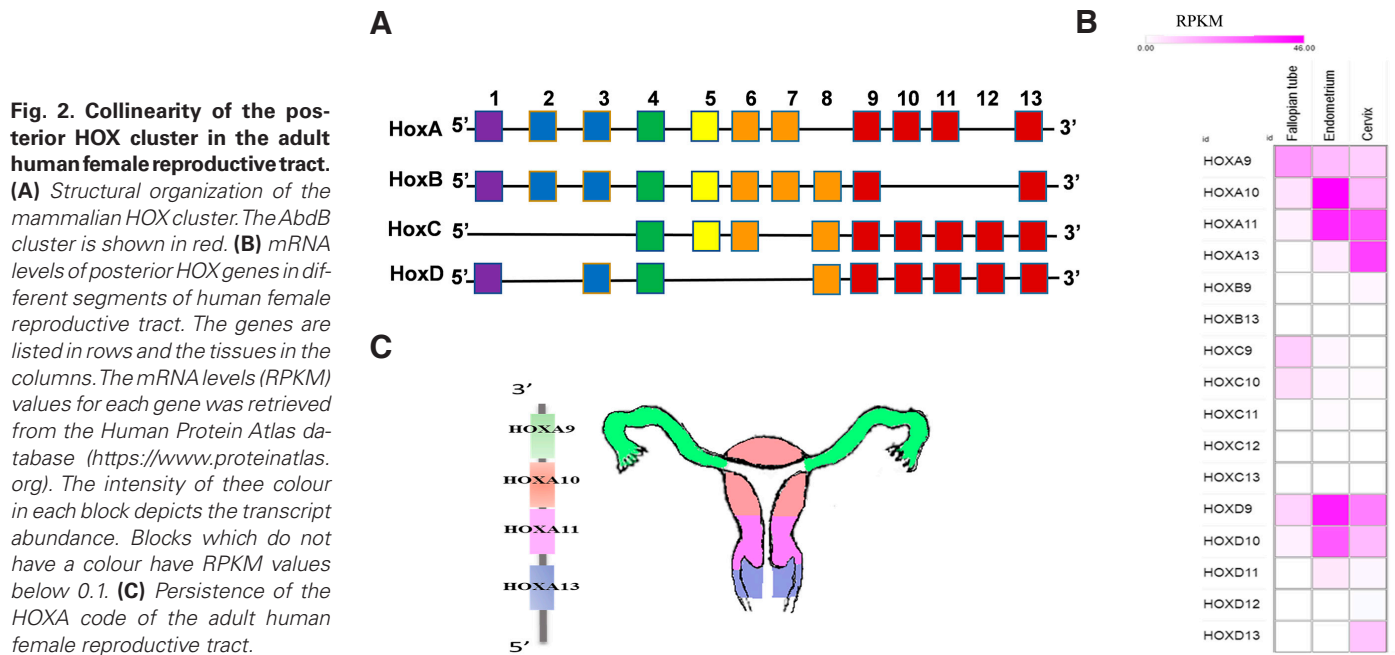 Fig. 2. Collinearity of the pos-
terior HOX cluster in the adult
human female reproductive tract.
(A) Structural organization of the
mammalian HOX cluster. The AbdB
cluster is shown in red. (B) mRNA
levels of posterior HOX genes in dif-
ferent segments of human female
reproductive tract. The genes are
listed in rows and the tissues in the
columns. The mRNA levels (RPKM)
values for each gene was retrieved
from the Human Protein Atlas da-
tabase (https://www.proteinatlas.
org). The intensity of thee colour
in each block depicts the transcript
abundance. Blocks which do not
have a colour have RPKM values
below 0.1. (C) Persistence of the
HOXA code of the adult human
female reproductive tract.
A
1 2 3 4 5 6 7 8 9 10 11 12 13
HoxA 5’ 3’
HoxB 5’ 3’
HoxC 5’ 3’
HoxD 5’ 3’
C
3’
HOXA9
HOXA10
HOXA11
HOXA13
5’
B
RPKM
0.00 46.00
Fallopian tube
Endometrium
Cervix
id id
HOXA9
HOXA10
HOXA11
HOXA13
HOXB9
HOXB13
HOXC9
HOXC10
HOXC11
HOXC12
HOXC13
HOXD9
HOXD10
HOXD11
HOXD12
HOXD13